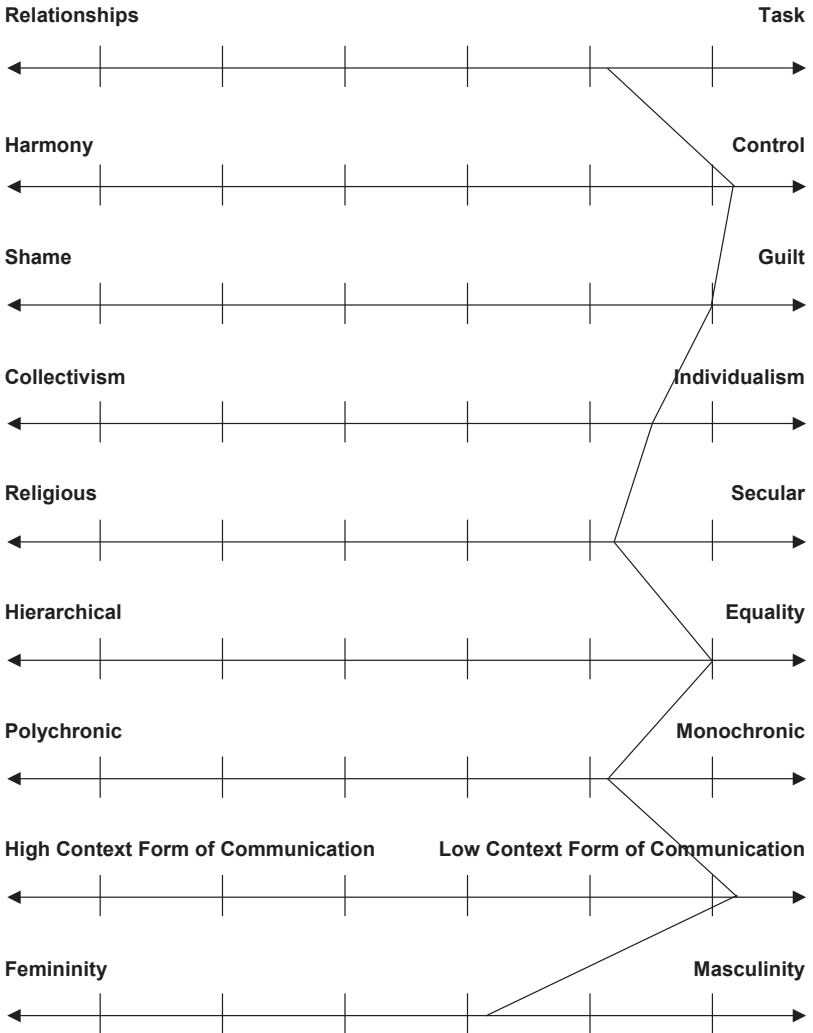 Relationships Task
Harmony Control
Shame Guilt
Collectivism Individualism
Religious Secular
Hierarchical Equality
Polychronic Monochronic
High Context Form of Communication Low Context Form of Communication
Femininity Masculinity